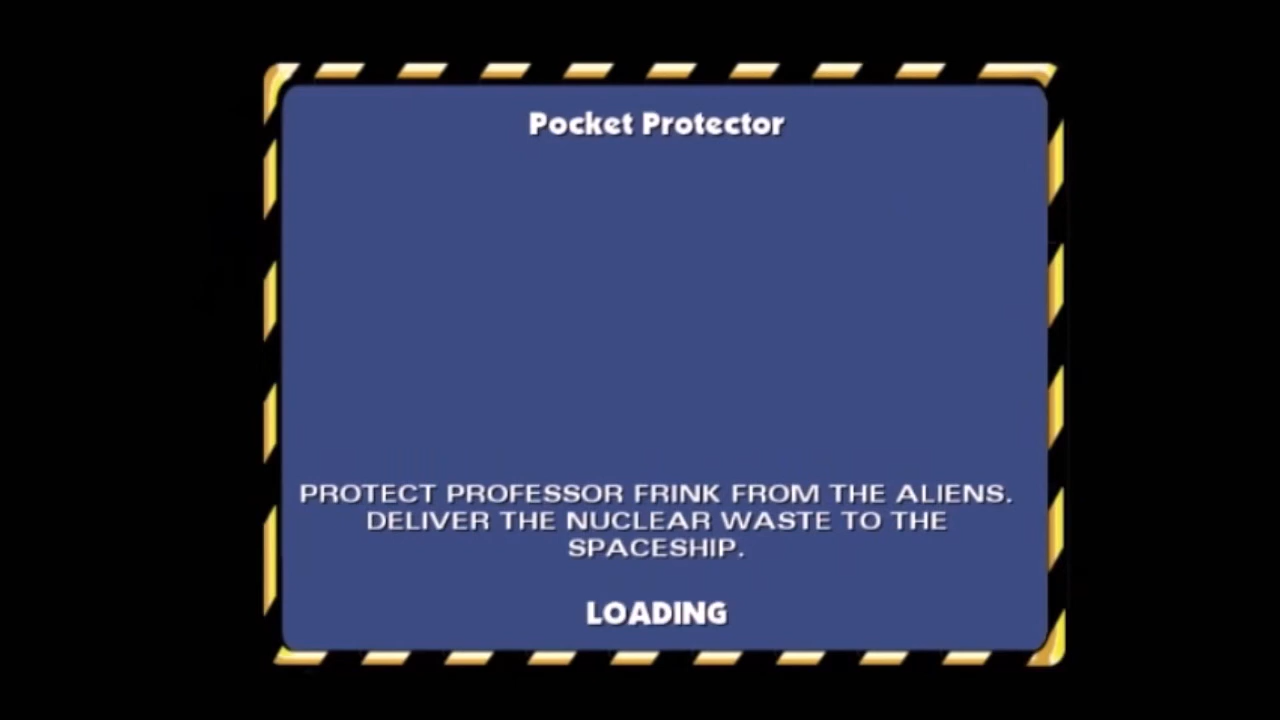 Pocket Protector
PROTECT PROFESSOR FRINK FROM THE ALIENS.
DELIVER THE NUCLEAR WASTE TO THE
SPACESHIP.
LOADING